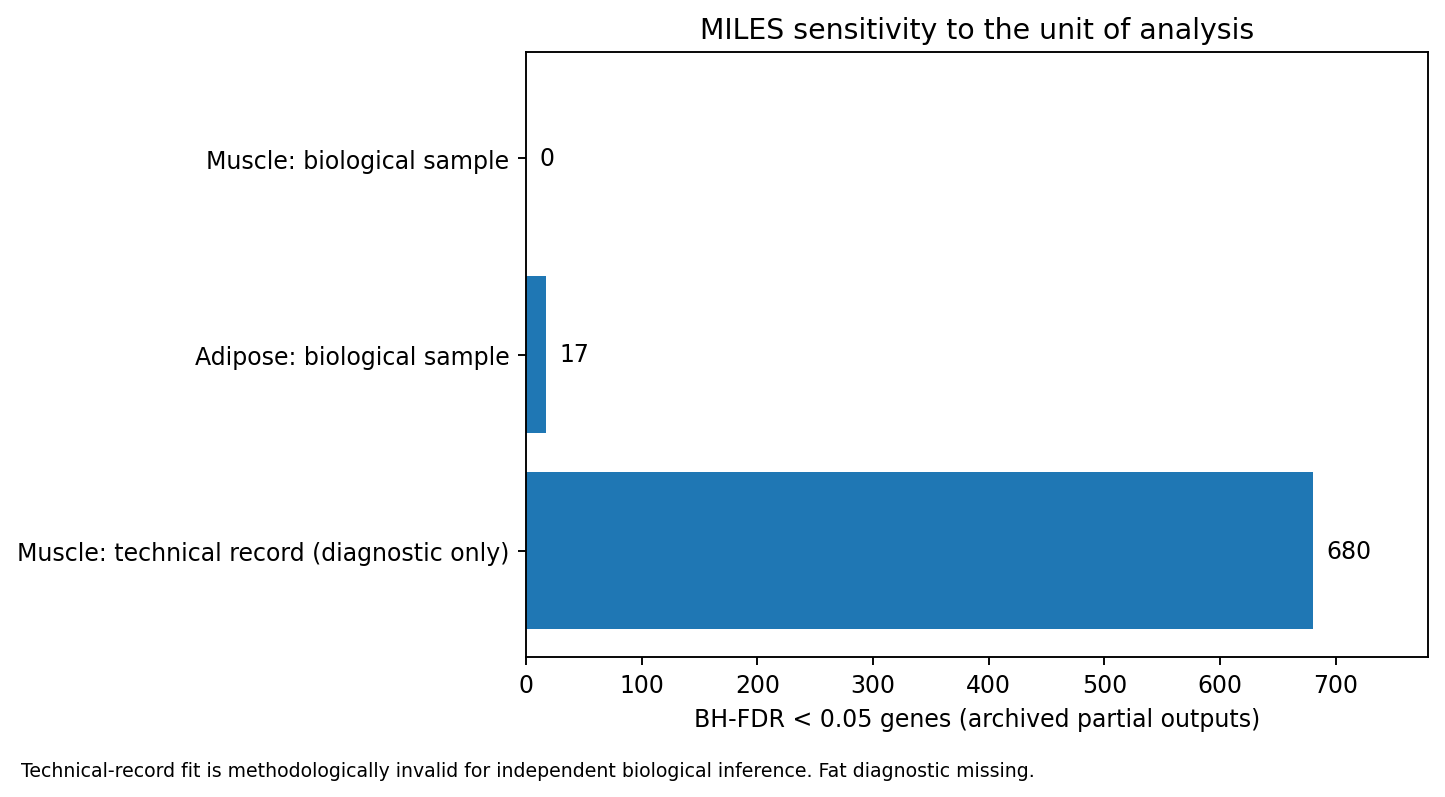 MILES sensitivity to the unit of analysis
Muscle: biological sample
0
Adipose: biological sample
17
Muscle: technical record (diagnostic only)
680
0 100 200 300 400 500 600 700
BH-FDR < 0.05 genes (archived partial outputs)
Technical-record fit is methodologically invalid for independent biological inference. Fat diagnostic missing.